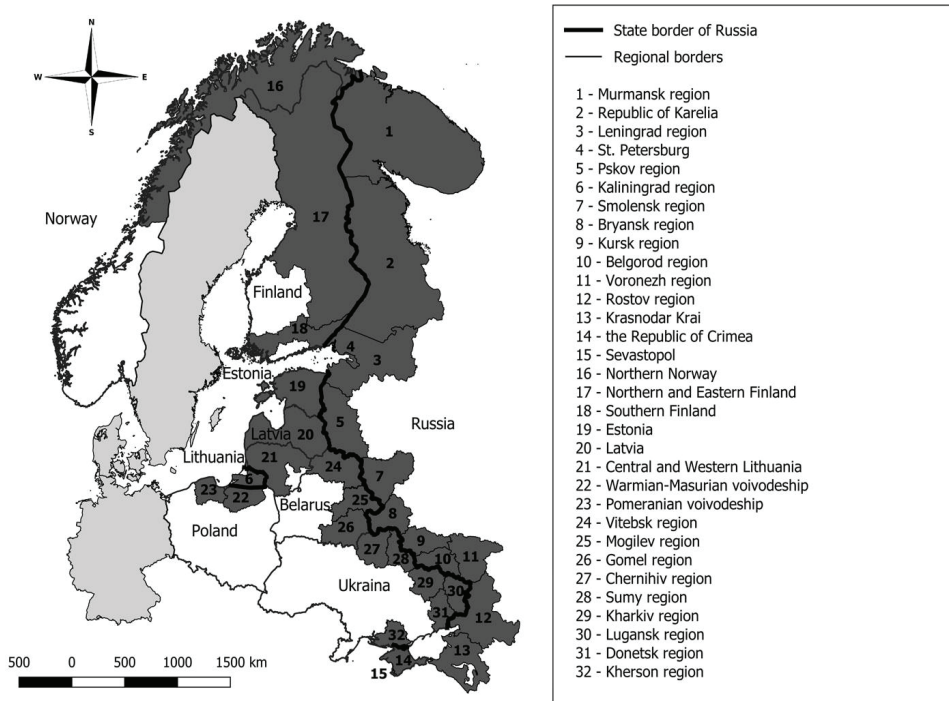 N
W E
S
16
1
Norway
17
2
Finland
18
4
3
Estonia
19
5
Russia
Latvia
20
21
Lithuania
24
7
6
23
22
25
Belarus
8
26
Poland
9
27
28
10
11
Ukraina
29
30
31
12
32
13
14
15
500 0 500 1000 1500 km
State border of Russia
Regional borders
1 - Murmansk region
2 - Republic of Karelia
3 - Leningrad region
4 - St. Petersburg
5 - Pskov region
6 - Kaliningrad region
7 - Smolensk region
8 - Bryansk region
9 - Kursk region
10 - Belgorod region
11 - Voronezh region
12 - Rostov region
13 - Krasnodar Krai
14 - the Republic of Crimea
15 - Sevastopol
16 - Northern Norway
17 - Northern and Eastern Finland
18 - Southern Finland
19 - Estonia
20 - Latvia
21 - Central and Western Lithuania
22 - Warmian-Masurian voivodeship
23 - Pomeranian voivodeship
24 - Vitebsk region
25 - Mogilev region
26 - Gomel region
27 - Chernihiv region
28 - Sumy region
29 - Kharkiv region
30 - Lugansk region
31 - Donetsk region
32 - Kherson region